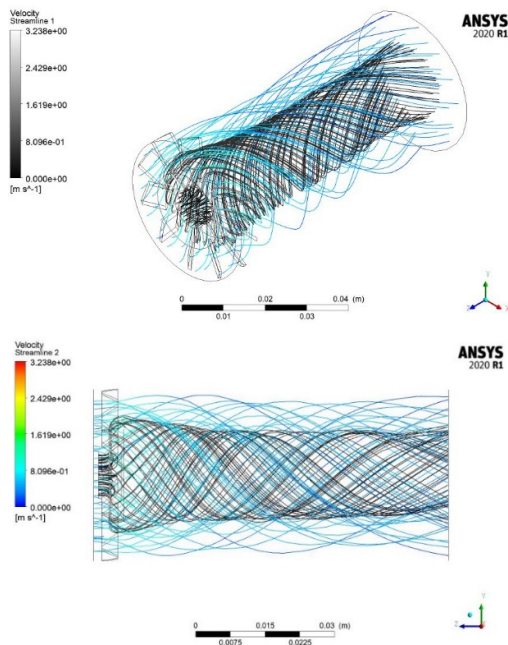 Velocity
Streamline 1
3.238e+00
2.429e+00
1.619e+00
8.096e-01
0.000e+00
[m s^-1]
ANSYS
2020 R1
0 0.02 0.04 (m)
0.01 0.03
Y
X
Velocity
Streamline 2
3.238e+00
2.429e+00
1.619e+00
8.096e-01
0.000e+00
[m s^-1]
ANSYS
2020 R1
0 0.015 0.03 (m)
0.0075 0.0225
Y
Z X